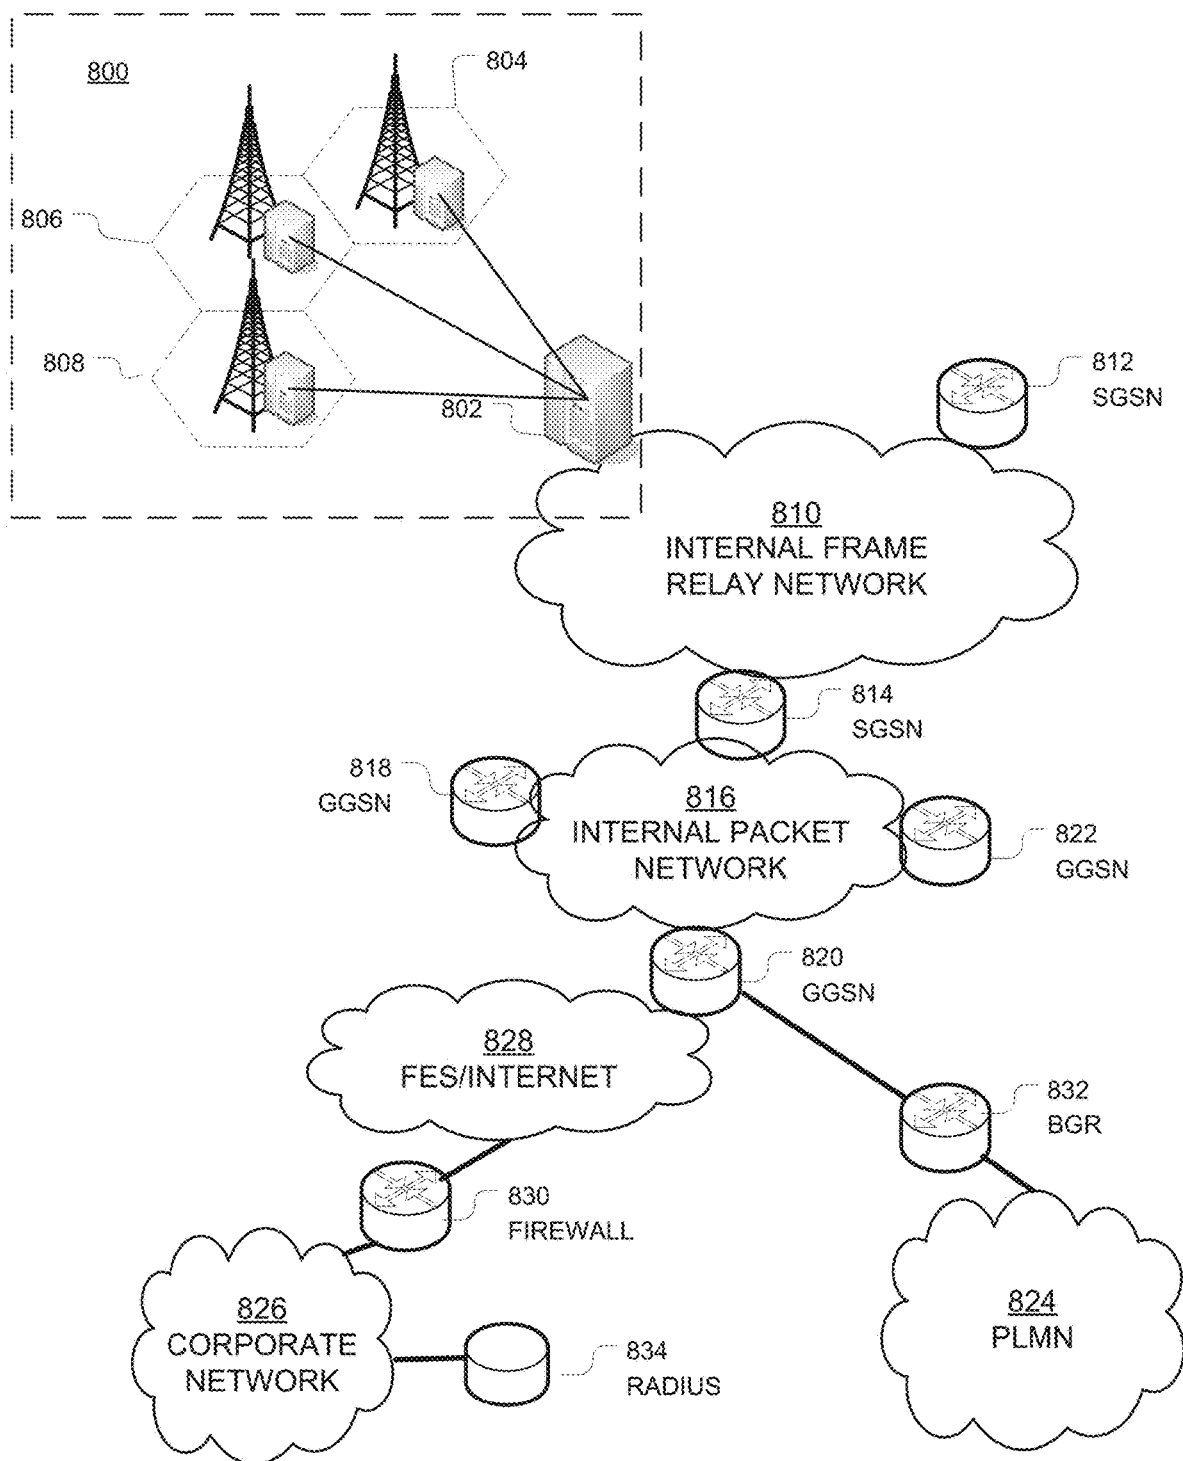 800
804
806
808
802
812
SGSN
810
INTERNAL FRAME
RELAY NETWORK
814
SGSN
818
GGSN
816
INTERNAL PACKET
NETWORK
822
GGSN
820
GGSN
828
FES/INTERNET
832
BGR
830
FIREWALL
826
CORPORATE
NETWORK
824
PLMN
834
RADIUS